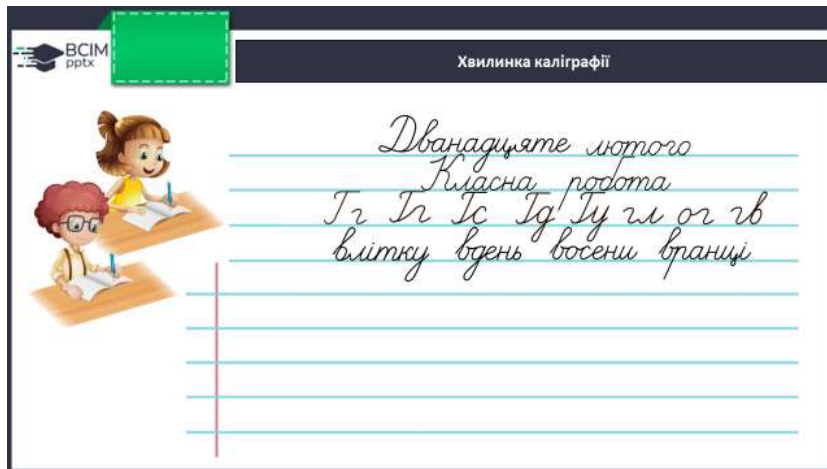 BCIM
pptx
Хвилинка каліграфії
Дванадцяте лютого
Класна робота
Гг Гг Гс Гд Гу гл ог гв
влітку вдень восени вранці